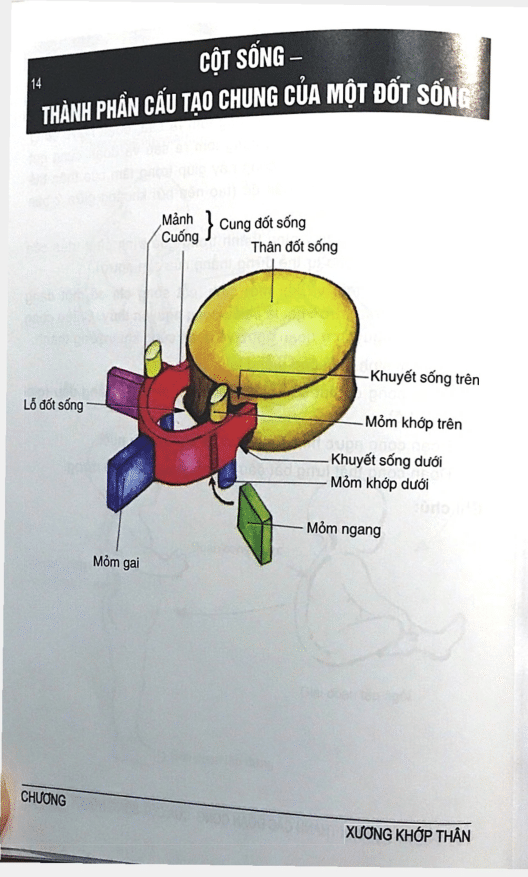 14
CỘT SỐNG –
THÀNH PHẦN CẤU TẠO CHUNG CỦA MỘT ĐỐT SỐNG
Mảnh
Cuống
Cung đốt sống
Thân đốt sống
Khuyết sống trên
Lỗ đốt sống
Mỏm khớp trên
Khuyết sống dưới
Mỏm khớp dưới
Mỏm ngang
Mỏm gai
CHƯƠNG
XƯƠNG KHỚP THÂN